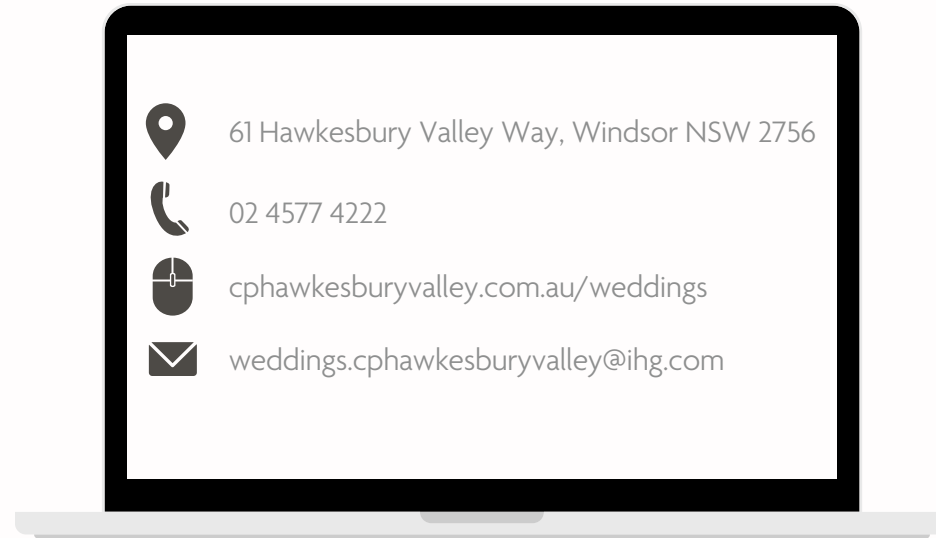 61 Hawkesbury Valley Way, Windsor NSW 2756
02 4577 4222
cphawkesburyvalley.com.au/weddings
weddings.cphawkesburyvalley@ihg.com